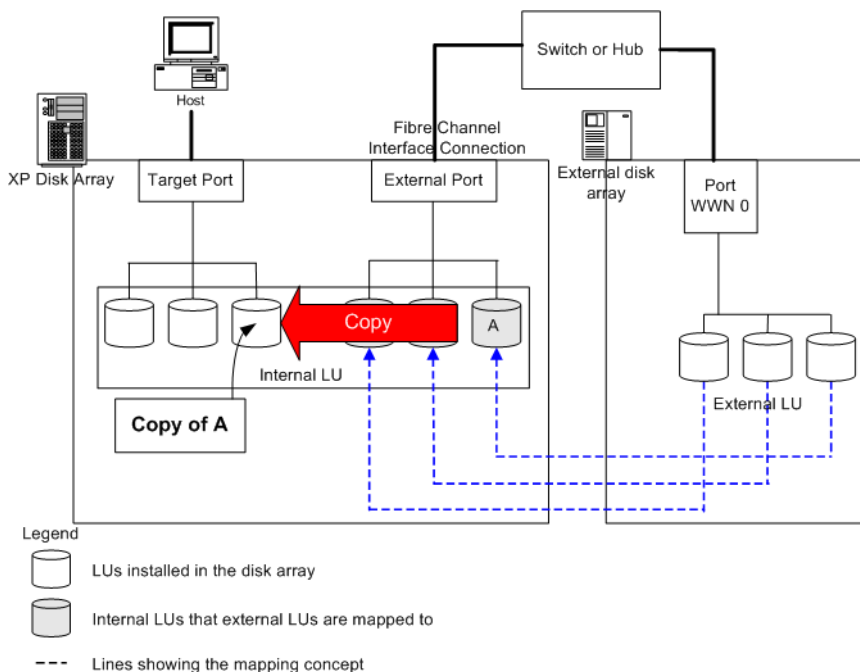 Switch or Hub
Host
XP Disk Array
Fibre Channel
Interface Connection
External disk
array
Target Port
External Port
Port
WWN 0
Copy
A
Internal LU
External LU
Copy of A
Legend
LUs installed in the disk array
Internal LUs that external LUs are mapped to
Lines showing the mapping concept